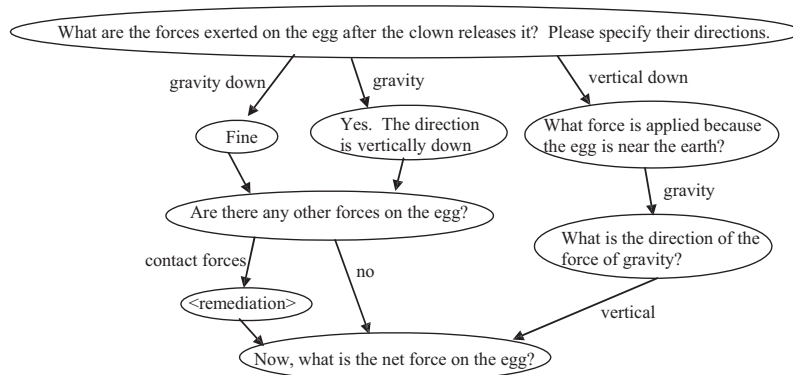 What are the forces exerted on the egg after the clown releases it?  Please specify their directions.
gravity down
gravity
vertical down
Fine
Yes.  The direction
is vertically down
What force is applied because
the egg is near the earth?
gravity
Are there any other forces on the egg?
What is the direction of the
force of gravity?
contact forces
no
<remediation>
vertical
Now, what is the net force on the egg?